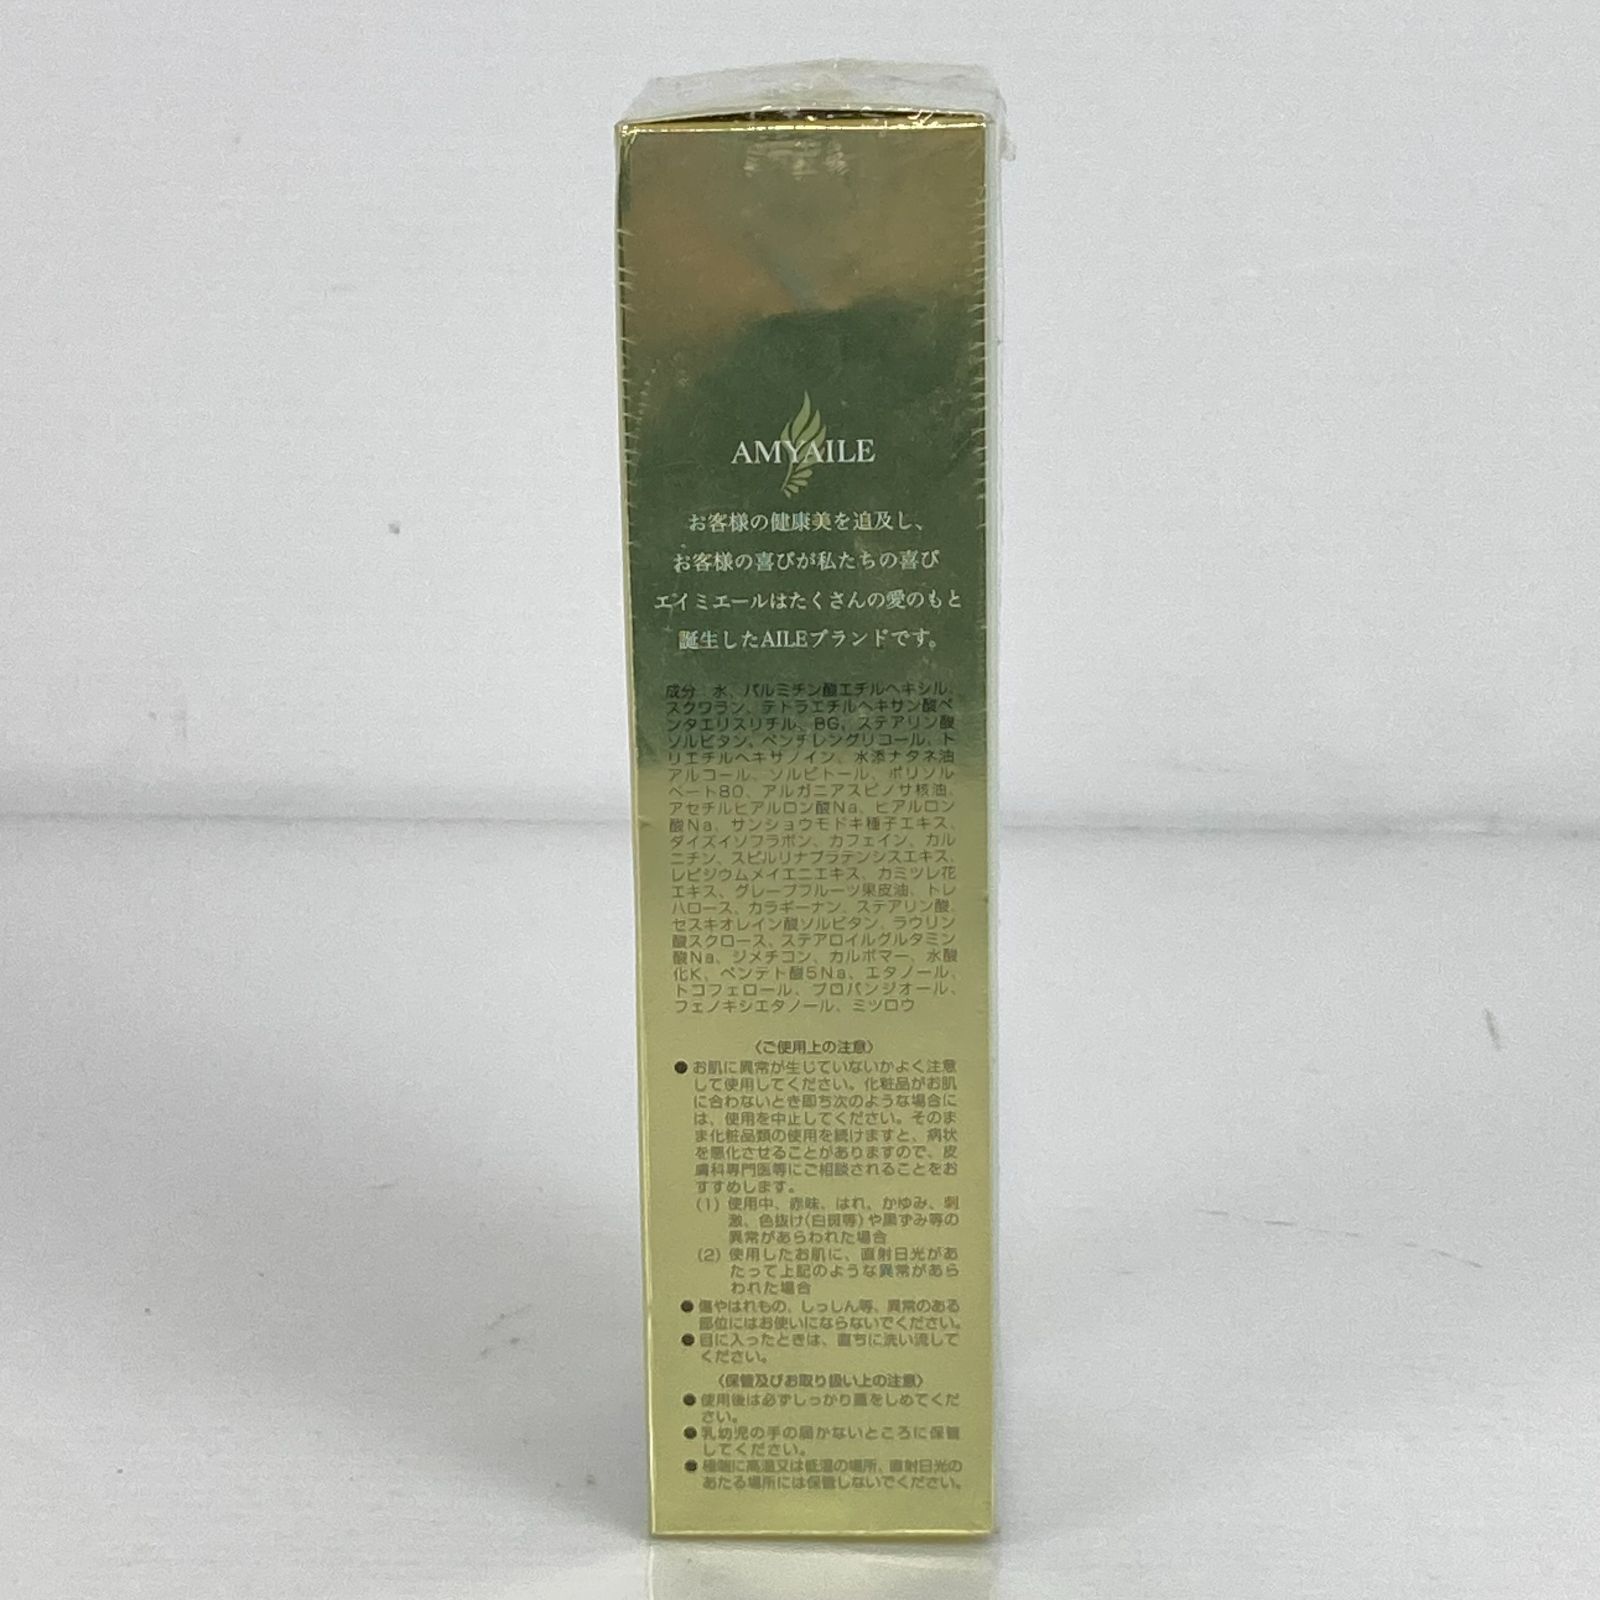 AMYAILE
お客様の健康美を追及し、
お客様の喜びが私たちの喜び
エイミエールはたくさんの愛のもと
誕生したAILEブランドです。
成分：水、パルミチン酸エチルヘキシル、
スクワラン、テトラエチルヘキサン酸ペ
ンタエリスリチル、BG、ステアリン酸
ソルビタン、ペンチレングリコール、ト
リエチルヘキサノイン、水添ナタネ油
アルコール、ソルビトール、ポリソル
ベート80、アルガニアスピノサ核油、
アセチルヒアルロン酸Na、ヒアルロン
酸Na、サンショウモドキ種子エキス、
ダイズイソフラボン、カフェイン、カル
ニチン、スピルリナプラテンシスエキス、
レピジウムメイエニエキス、カミツレ花
エキス、グレープフルーツ果皮油、トレ
ハロース、カラギーナン、ステアリン酸、
セスキオレイン酸ソルビタン、ラウリン
酸スクロース、ステアロイルグルタミン
酸Na、ジメチコン、カルボマー、水酸
化K、ペンテト酸5Na、エタノール、
トコフェロール、プロパンジオール、
フェノキシエタノール、ミツロウ
〈ご使用上の注意〉
●お肌に異常が生じていないかよく注意
して使用してください。化粧品がお肌
に合わないとき即ち次のような場合に
は、使用を中止してください。そのま
ま化粧品類の使用を続けますと、病状
を悪化させることがありますので、皮
膚科専門医等にご相談されることをお
すすめします。
(1) 使用中、赤味、はれ、かゆみ、刺
激、色抜け(白斑等)や黒ずみ等の
異常があらわれた場合
(2) 使用したお肌に、直射日光があ
たって上記のような異常があら
われた場合
●傷やはれもの、しっしん等、異常のある
部位にはお使いにならないでください。
●目に入ったときは、直ちに洗い流して
ください。
〈保管及びお取り扱い上の注意〉
●使用後は必ずしっかり蓋をしめてくだ
さい。
●乳幼児の手の届かないところに保管
してください。
●極端に高温又は低温の場所、直射日光の
あたる場所には保管しないでください。